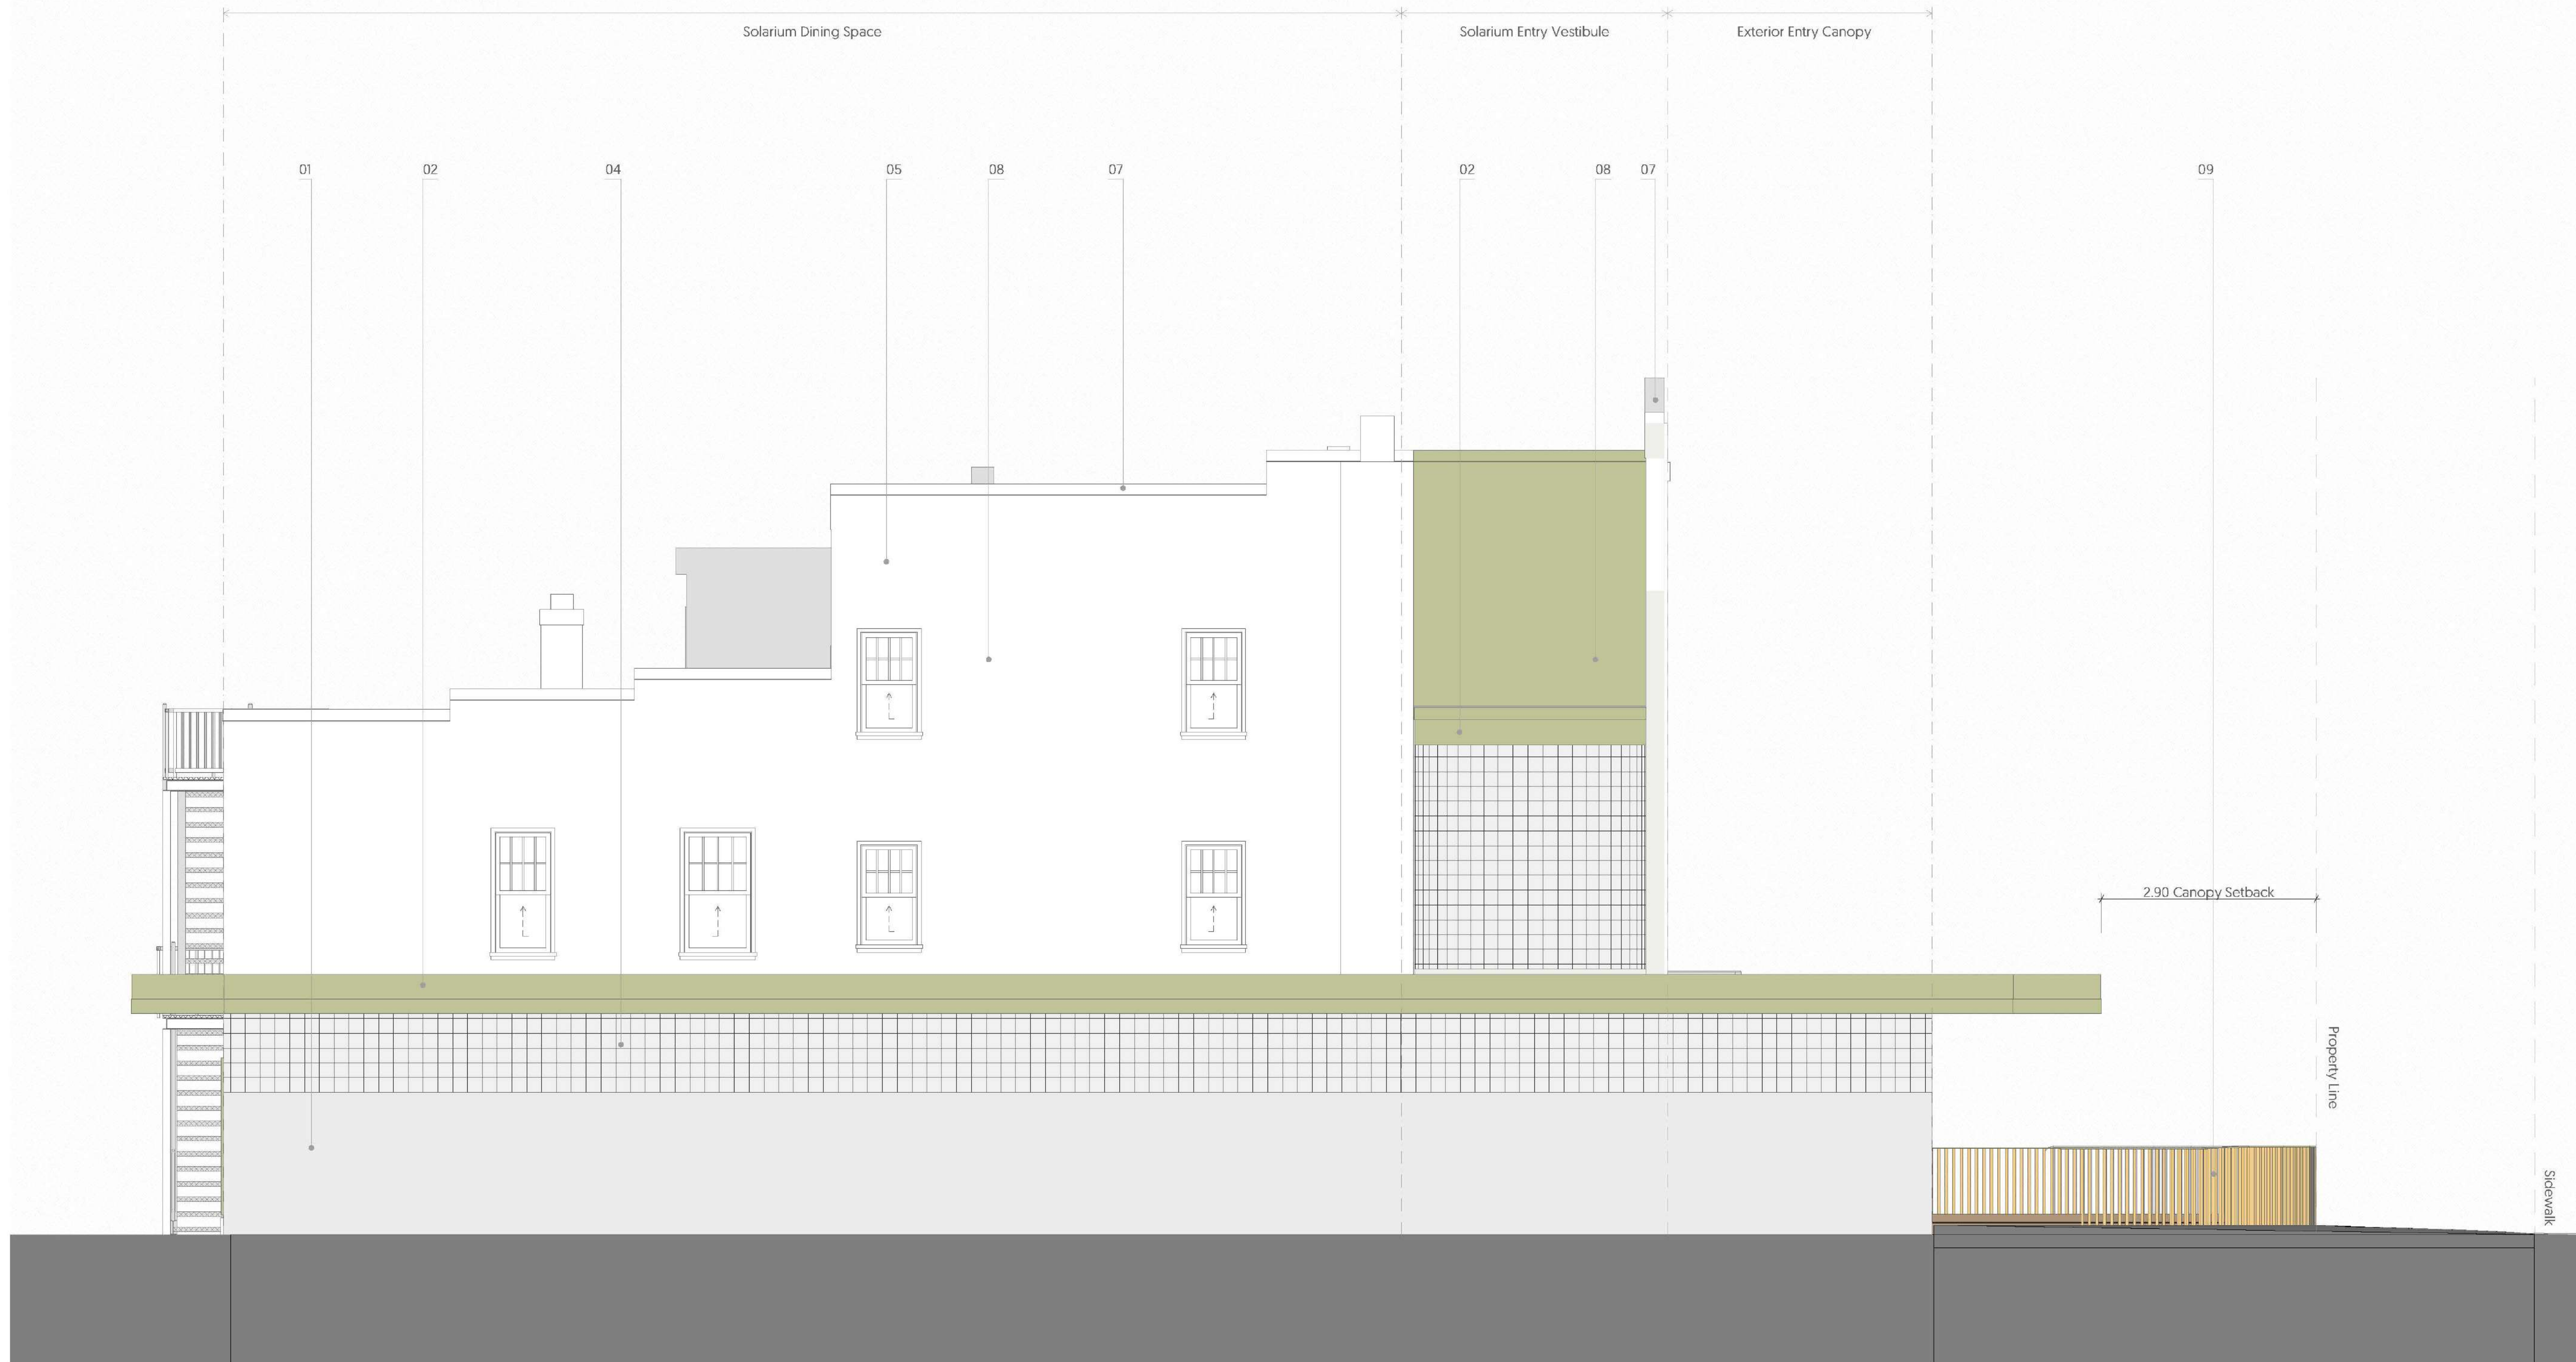 Solarium Dining Space
Solarium Entry Vestibule
Exterior Entry Canopy
01
02
04
05
08
07
02
08
07
09
2.90 Canopy Setback
Property Line
Sidewalk